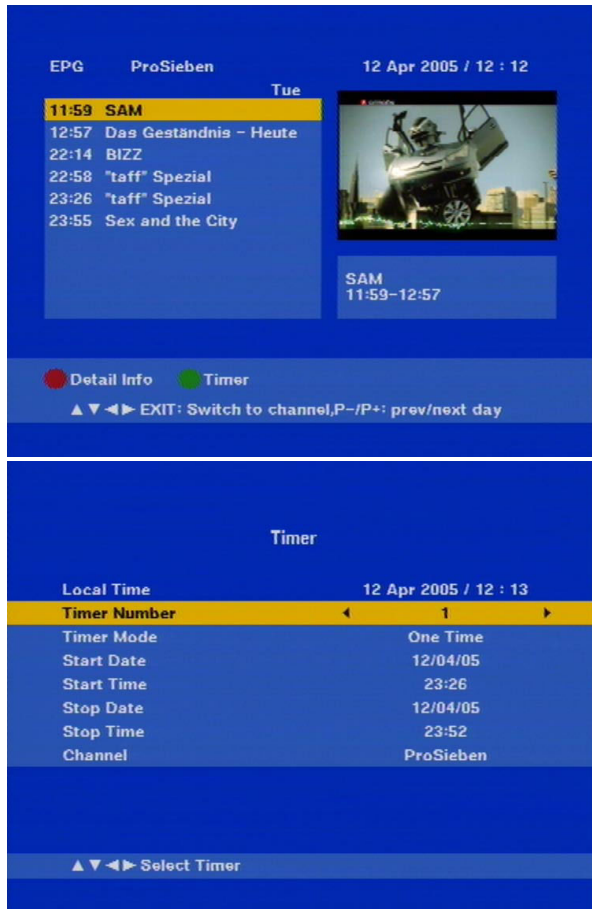 EPG ProSieben 12 Apr 2005 / 12 : 12
Tue
11:59 SAM
12:57 Das Geständnis - Heute
22:14 BIZZ
22:58 "taff" Spezial
23:26 "taff" Spezial
23:55 Sex and the City
SAM
11:59-12:57
Detail Info Timer
▲▼◄► EXIT: Switch to channel,P-/P+: prev/next day
Timer
Local Time 12 Apr 2005 / 12 : 13
Timer Number ◄ 1 ►
Timer Mode One Time
Start Date 12/04/05
Start Time 23:26
Stop Date 12/04/05
Stop Time 23:52
Channel ProSieben
▲▼◄► Select Timer